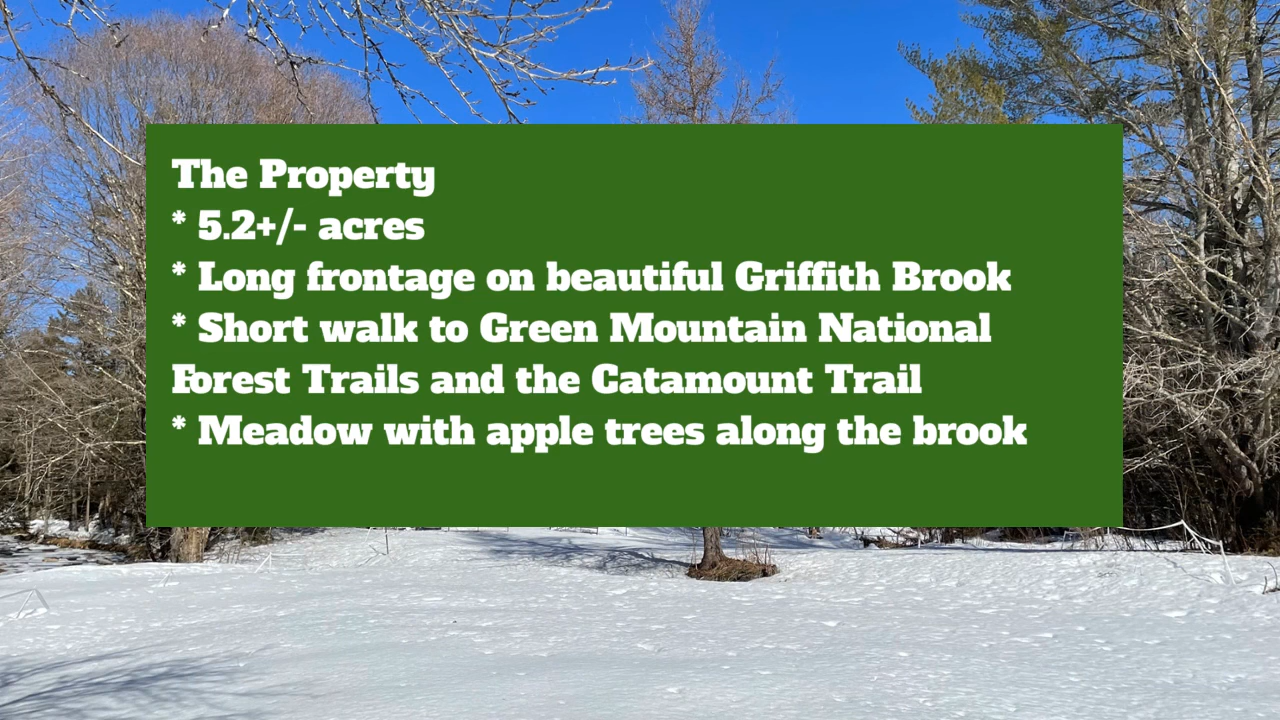 The Property
* 5.2+/- acres
* Long frontage on beautiful Griffith Brook
* Short walk to Green Mountain National
Forest Trails and the Catamount Trail
* Meadow with apple trees along the brook